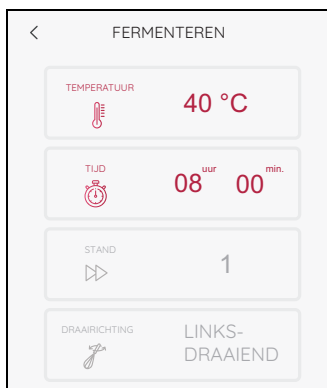 FERMENTEREN
TEMPERATUUR
40 °C
TIJD
08 uur 00 min.
STAND
1
DRAAIRICHTING
LINKS-
DRAAIEND